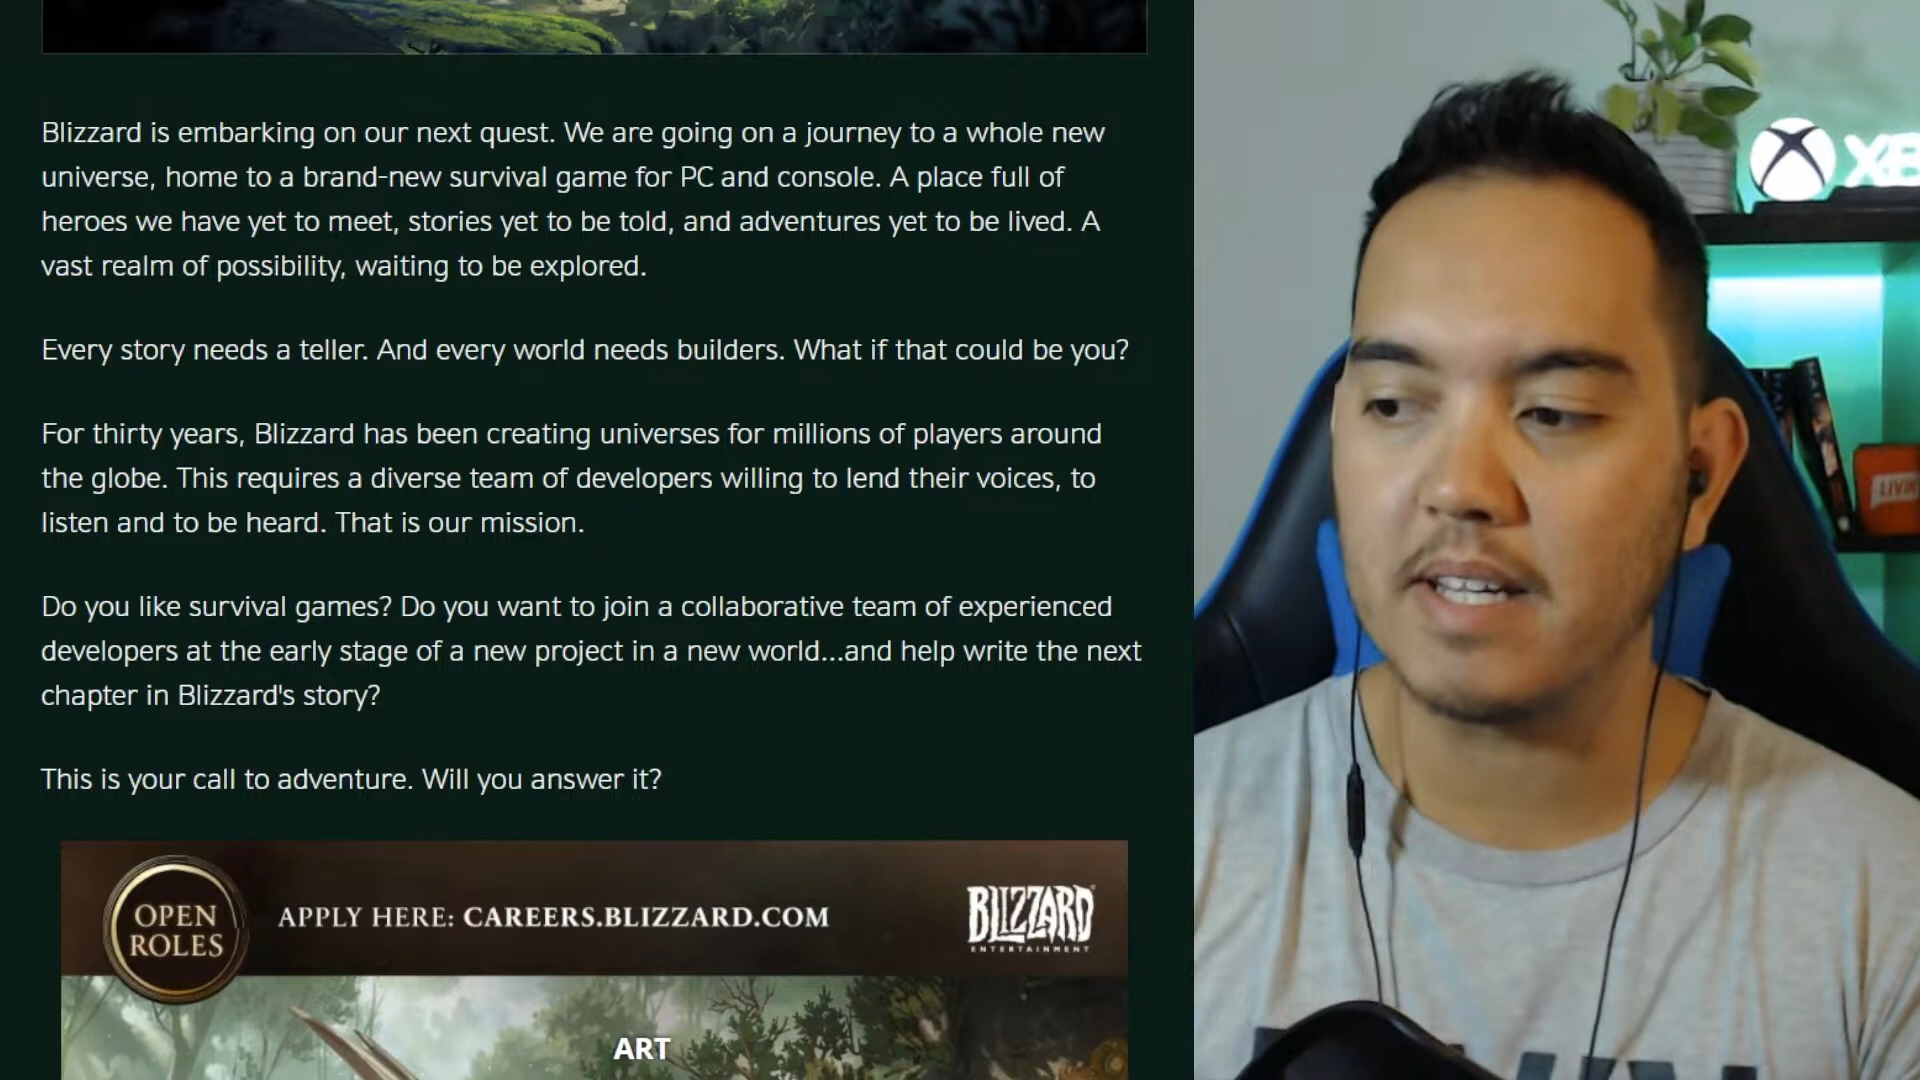 Blizzard is embarking on our next quest. We are going on a journey to a whole new
universe, home to a brand-new survival game for PC and console. A place full of
heroes we have yet to meet, stories yet to be told, and adventures yet to be lived. A
vast realm of possibility, waiting to be explored.
Every story needs a teller. And every world needs builders. What if that could be you?
For thirty years, Blizzard has been creating universes for millions of players around
the globe. This requires a diverse team of developers willing to lend their voices, to
listen and to be heard. That is our mission.
Do you like survival games? Do you want to join a collaborative team of experienced
developers at the early stage of a new project in a new world...and help write the next
chapter in Blizzard's story?
This is your call to adventure. Will you answer it?
OPEN
ROLES
APPLY HERE: CAREERS.BLIZZARD.COM
BLIZZARD
ENTERTAINMENT
ART
XB
LIVIN